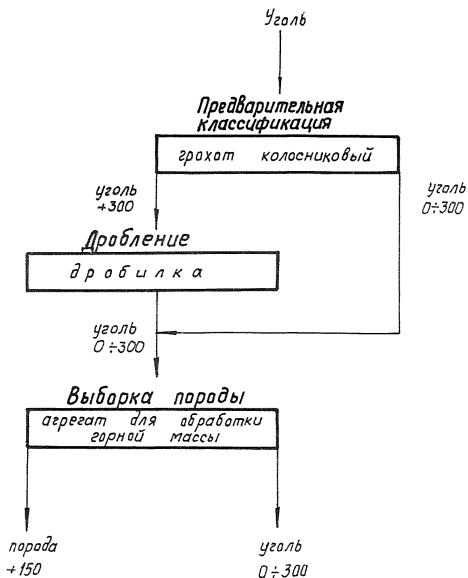 Уголь
Предварительная
классификация
грохот колосниковый
уголь
+300
уголь
0÷300
Дробление
дробилка
уголь
0÷300
Выборка породы
агрегат для обработки
горной массы
порода
+150
уголь
0÷300